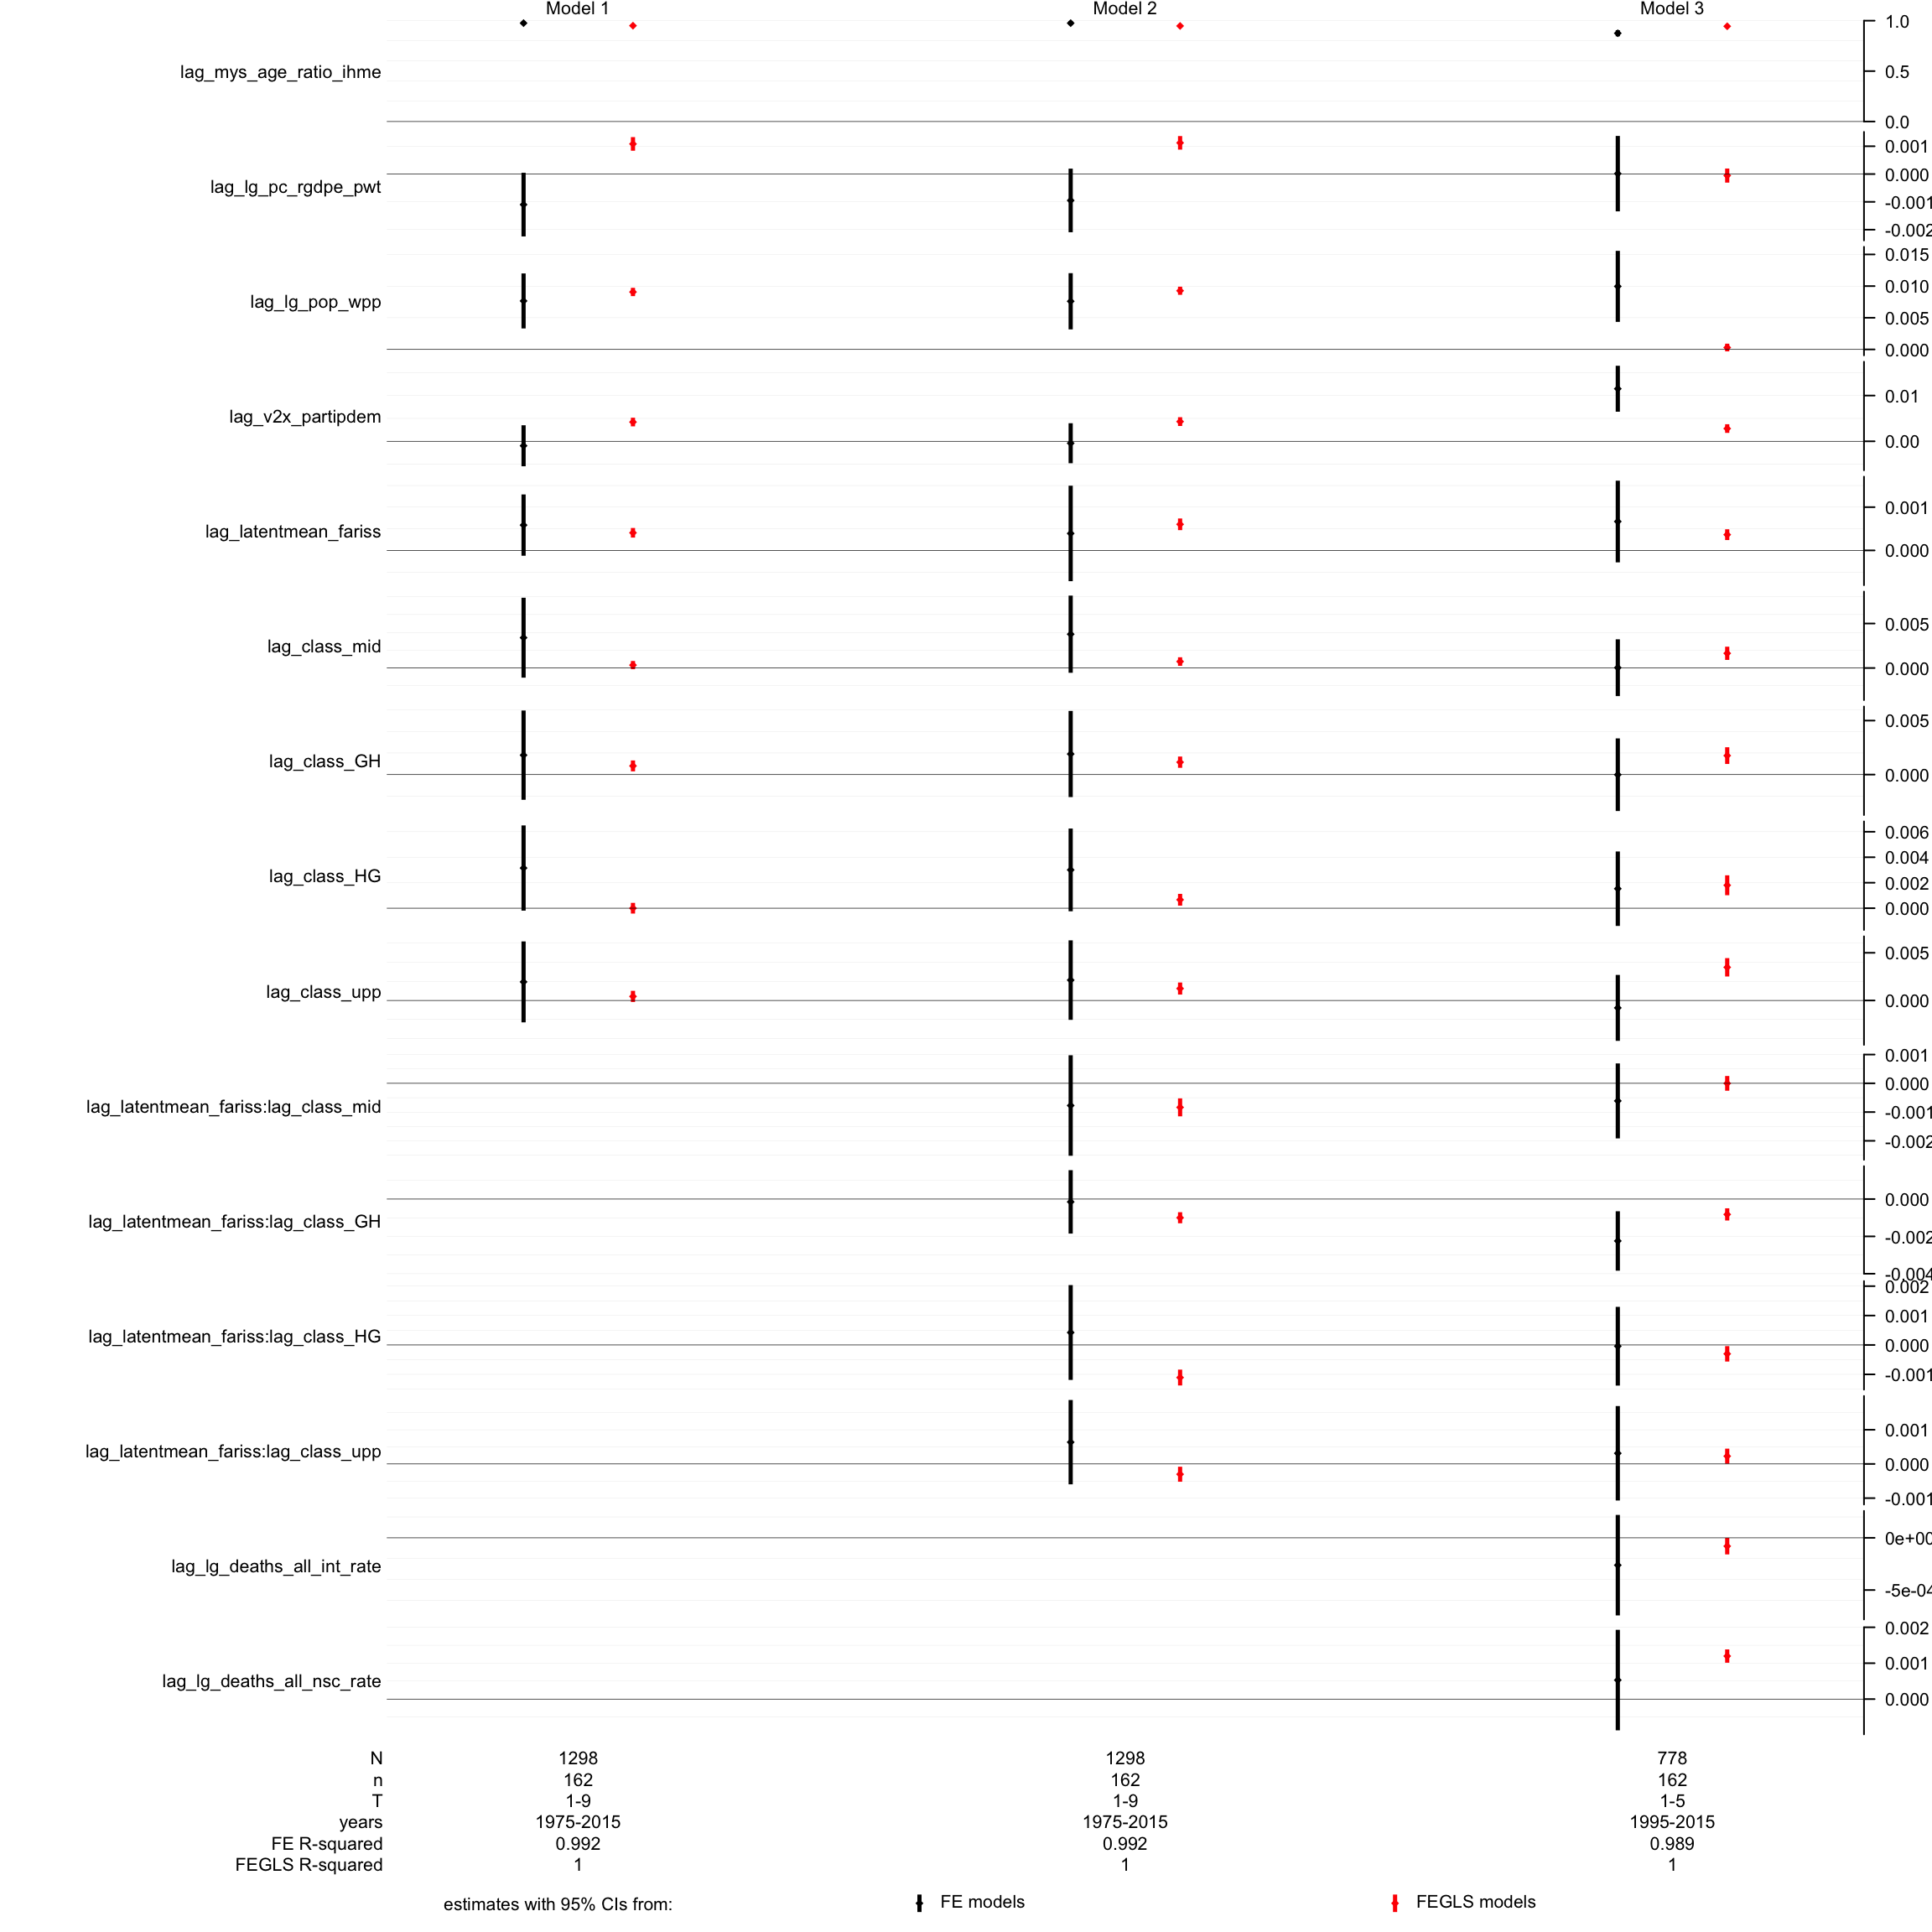 Model 1 Model 2 Model 3
lag_mys_age_ratio_ihme
1.0
0.5
0.0
lag_lg_pc_rgdpe_pwt
0.001
0.000
-0.001
-0.002
lag_lg_pop_wpp
0.015
0.010
0.005
0.000
lag_v2x_partipdem
0.01
0.00
lag_latentmean_fariss
0.001
0.000
lag_class_mid
0.005
0.000
lag_class_GH
0.005
0.000
lag_class_HG
0.006
0.004
0.002
0.000
lag_class_upp
0.005
0.000
lag_latentmean_fariss:lag_class_mid
0.001
0.000
-0.001
-0.002
lag_latentmean_fariss:lag_class_GH
0.000
-0.002
-0.004
lag_latentmean_fariss:lag_class_HG
0.002
0.001
0.000
-0.001
lag_latentmean_fariss:lag_class_upp
0.001
0.000
-0.001
lag_lg_deaths_all_int_rate
0e+00
-5e-04
lag_lg_deaths_all_nsc_rate
0.002
0.001
0.000
N 1298 1298 778
n 162 162 162
T 1-9 1-9 1-5
years 1975-2015 1975-2015 1995-2015
FE R-squared 0.992 0.992 0.989
FEGLS R-squared 1 1 1
estimates with 95% CIs from: FE models FEGLS models